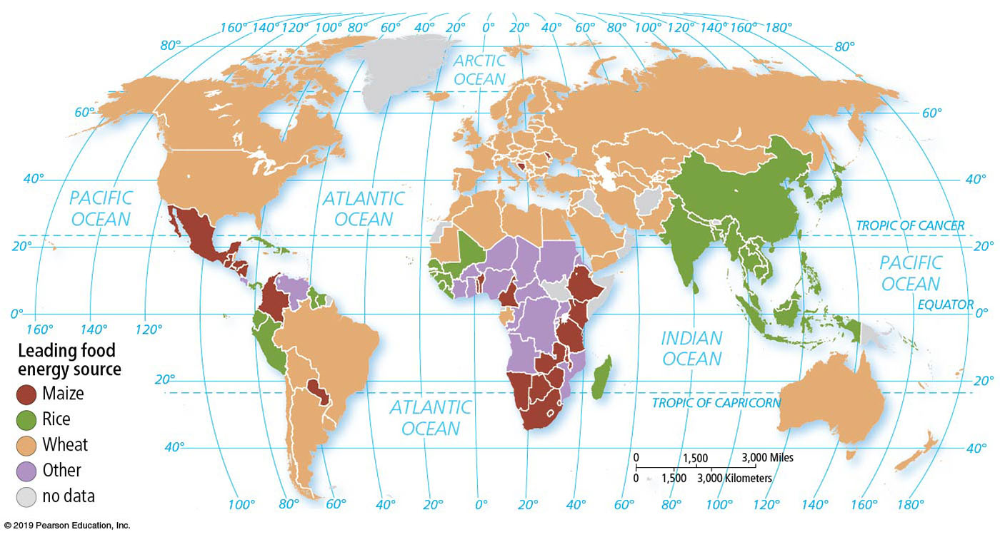 160° 140° 120° 100° 80° 60° 40° 20° 0° 20° 40° 60° 80° 100° 120° 140° 160° 180°
80° 80°
ARCTIC
OCEAN
60° 60°
40° 40°
PACIFIC
OCEAN
ATLANTIC
OCEAN
TROPIC OF CANCER
20° 20°
PACIFIC
OCEAN
EQUATOR
0° 0°
160° 140° 120°
INDIAN
OCEAN
Leading food
energy source
Maize
Rice
Wheat
Other
no data
20° 20°
TROPIC OF CAPRICORN
ATLANTIC
OCEAN
40° 40°
0 1,500 3,000 Miles
0 1,500 3,000 Kilometers
100° 80° 60° 40° 20° 0° 20° 40° 60° 80° 100° 120° 140° 160° 180°
© 2019 Pearson Education, Inc.